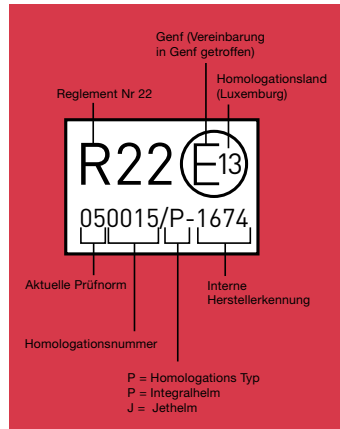 Genf (Vereinbarung
in Genf getroffen)
Homologationsland
(Luxemburg)
Reglement Nr 22
R22 E13
050015/P-1674
Aktuelle Prüfnorm
Interne
Herstellerkennung
Homologationsnummer
P = Homologations Typ
P = Integralhelm
J = Jethelm